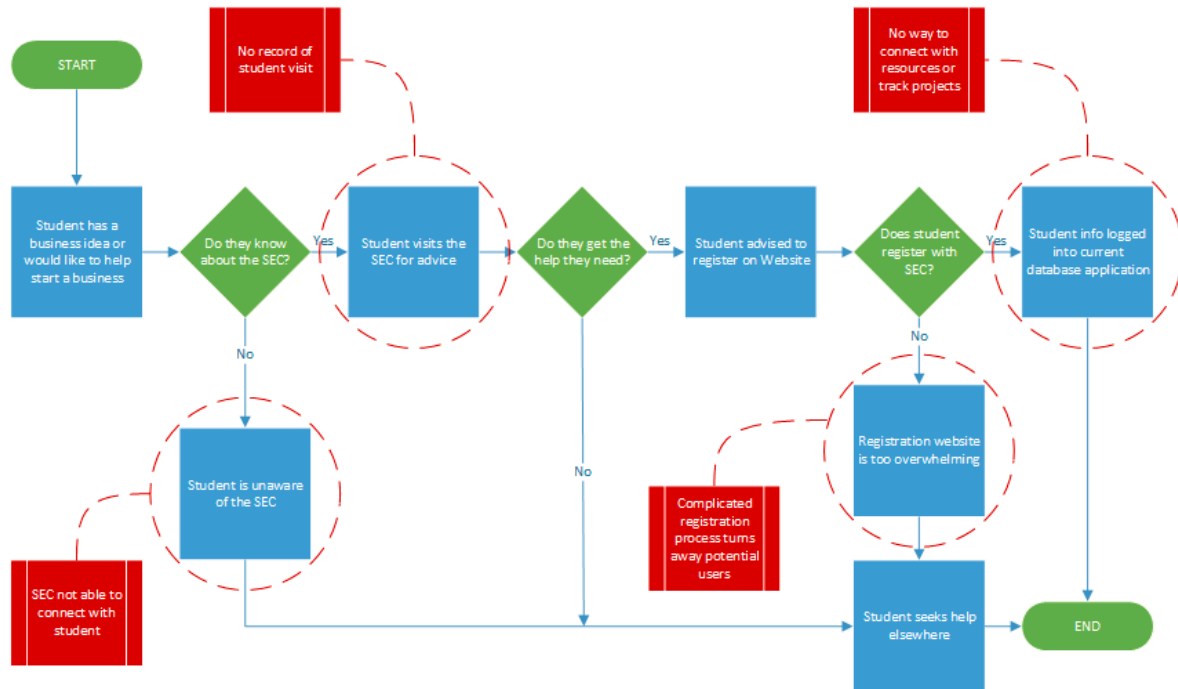 START
No record of
student visit
No way to
connect with
resources or
track projects
Student has a
business idea or
would like to help
start a business
Do they know
about the SEC?
Yes
Student visits the
SEC for advice
Do they get the
help they need?
Yes
Student advised to
register on Website
Does student
register with
SEC?
Yes
Student info logged
into current
database application
No
No
No
Student is unaware
of the SEC
Registration website
is too overwhelming
SEC not able to
connect with
student
Complicated
registration
process turns
away potential
users
Student seeks help
elsewhere
END